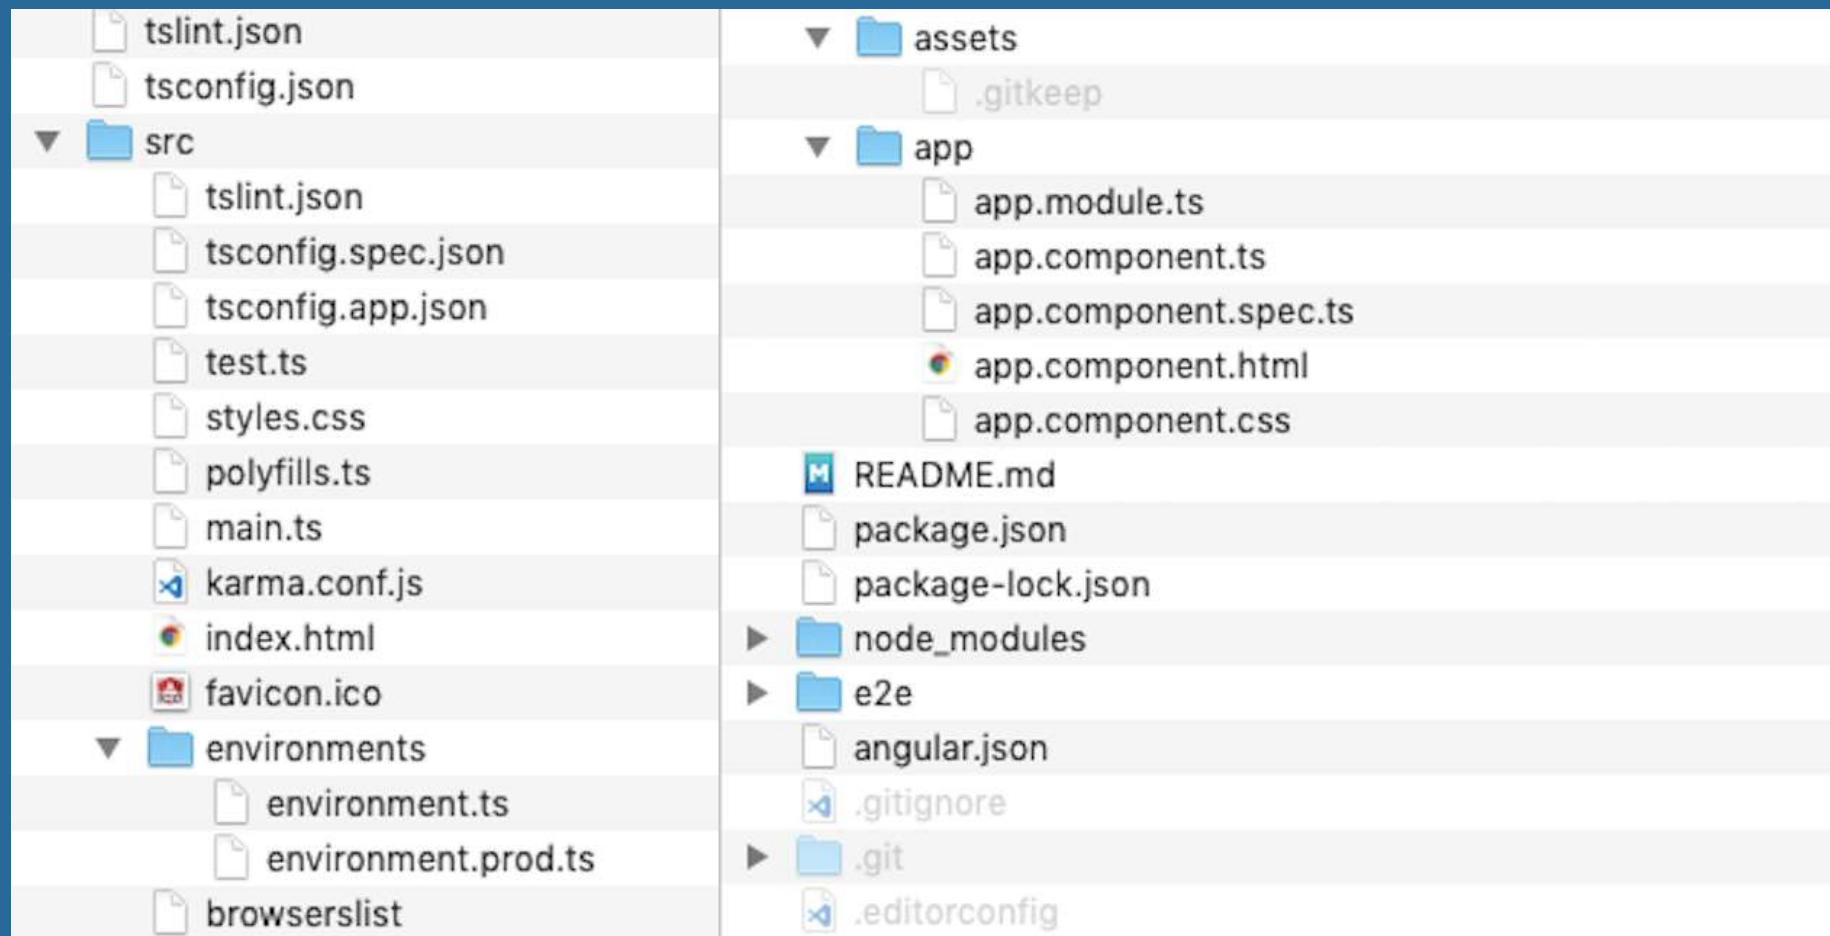 tslint.json
tsconfig.json
src
tslint.json
tsconfig.spec.json
tsconfig.app.json
test.ts
styles.css
polyfills.ts
main.ts
karma.conf.js
index.html
favicon.ico
environments
environment.ts
environment.prod.ts
browserslist
assets
.gitkeep
app
app.module.ts
app.component.ts
app.component.spec.ts
app.component.html
app.component.css
README.md
package.json
package-lock.json
node_modules
e2e
angular.json
.gitignore
.git
.editorconfig